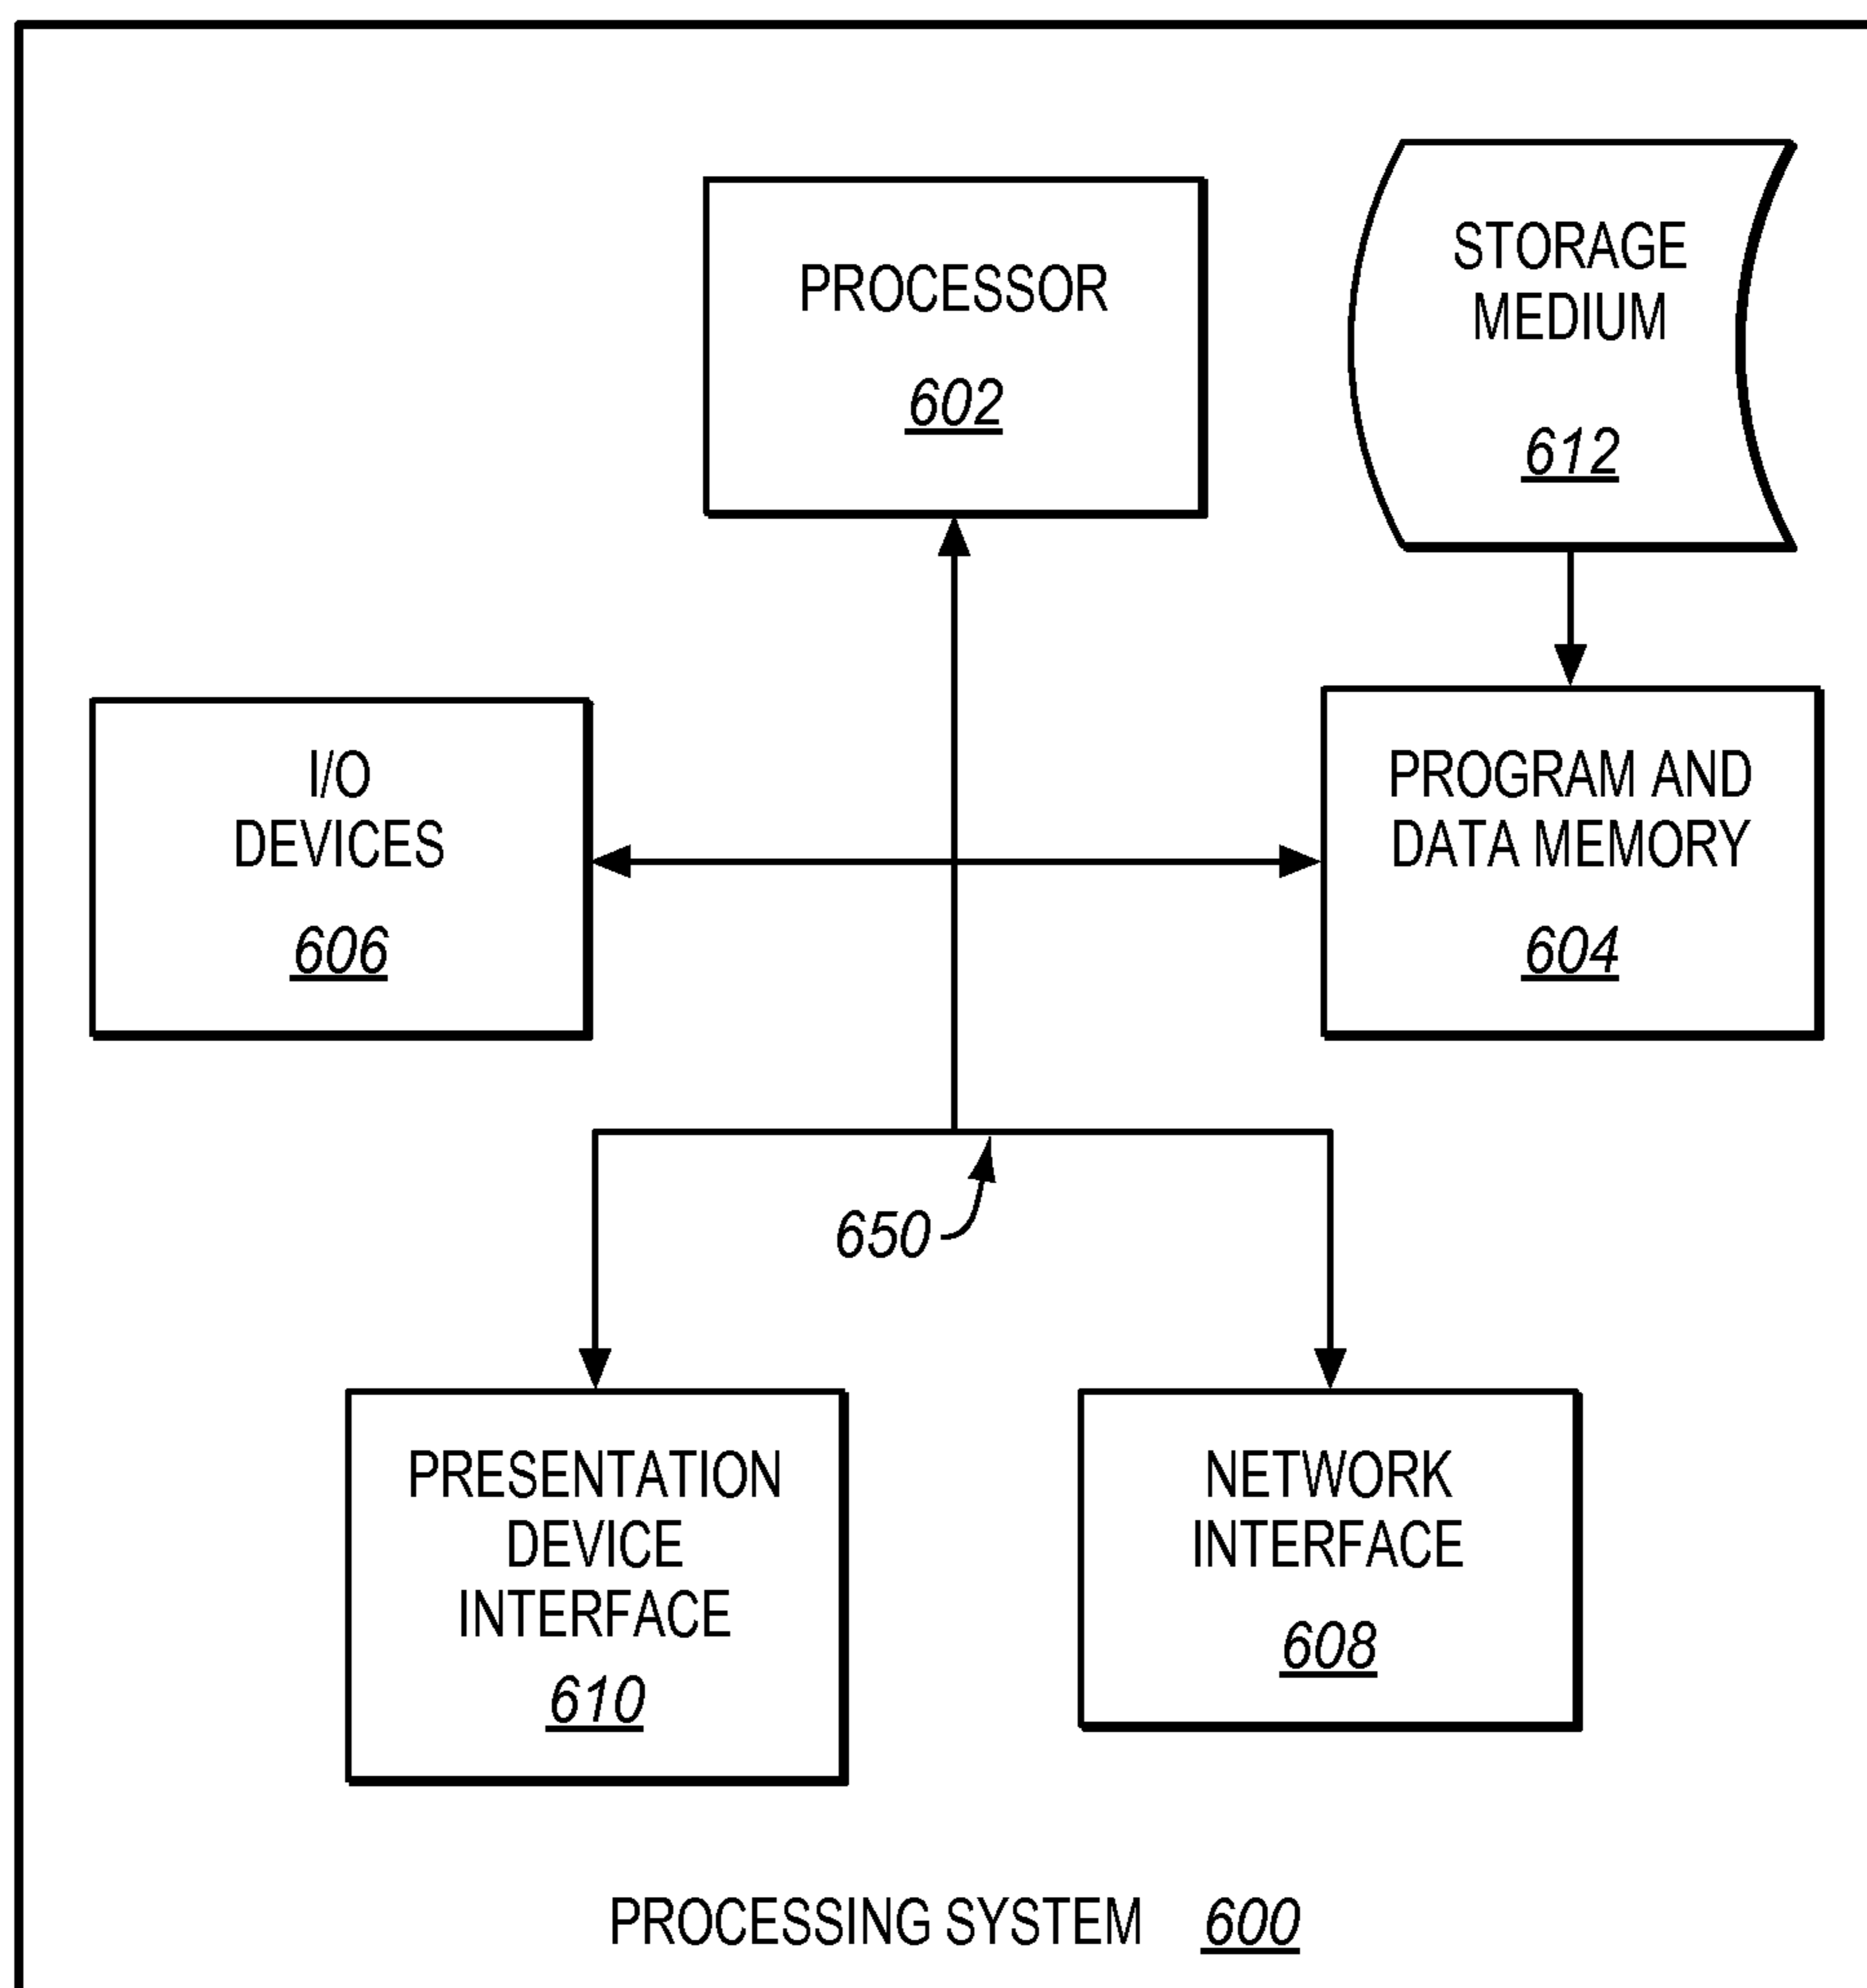 PROCESSOR
602
STORAGE
MEDIUM
612
I/O
DEVICES
606
PROGRAM AND
DATA MEMORY
604
650
PRESENTATION
DEVICE
INTERFACE
610
NETWORK
INTERFACE
608
PROCESSING SYSTEM 600